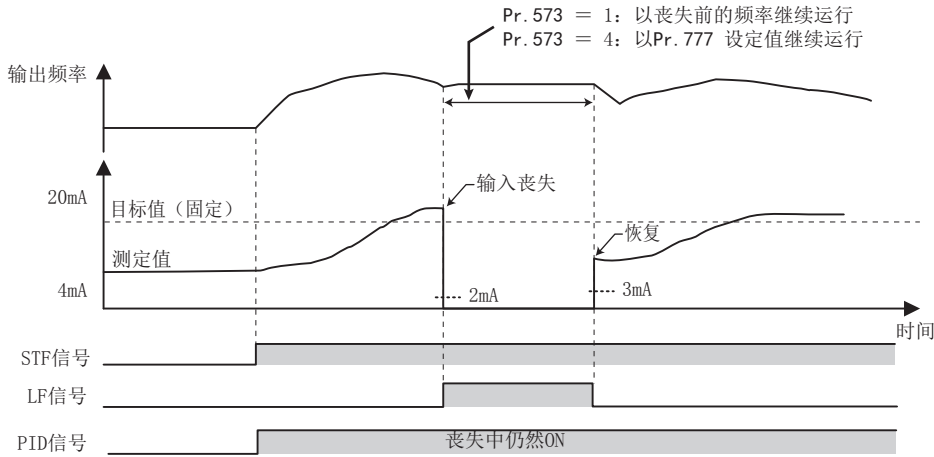 Pr.573 = 1：以丧失前的频率继续运行
Pr.573 = 4：以Pr.777 设定值继续运行
输出频率
20mA
目标值（固定）
输入丧失
恢复
测定值
4mA
2mA
3mA
时间
STF信号
LF信号
PID信号
丧失中仍然ON